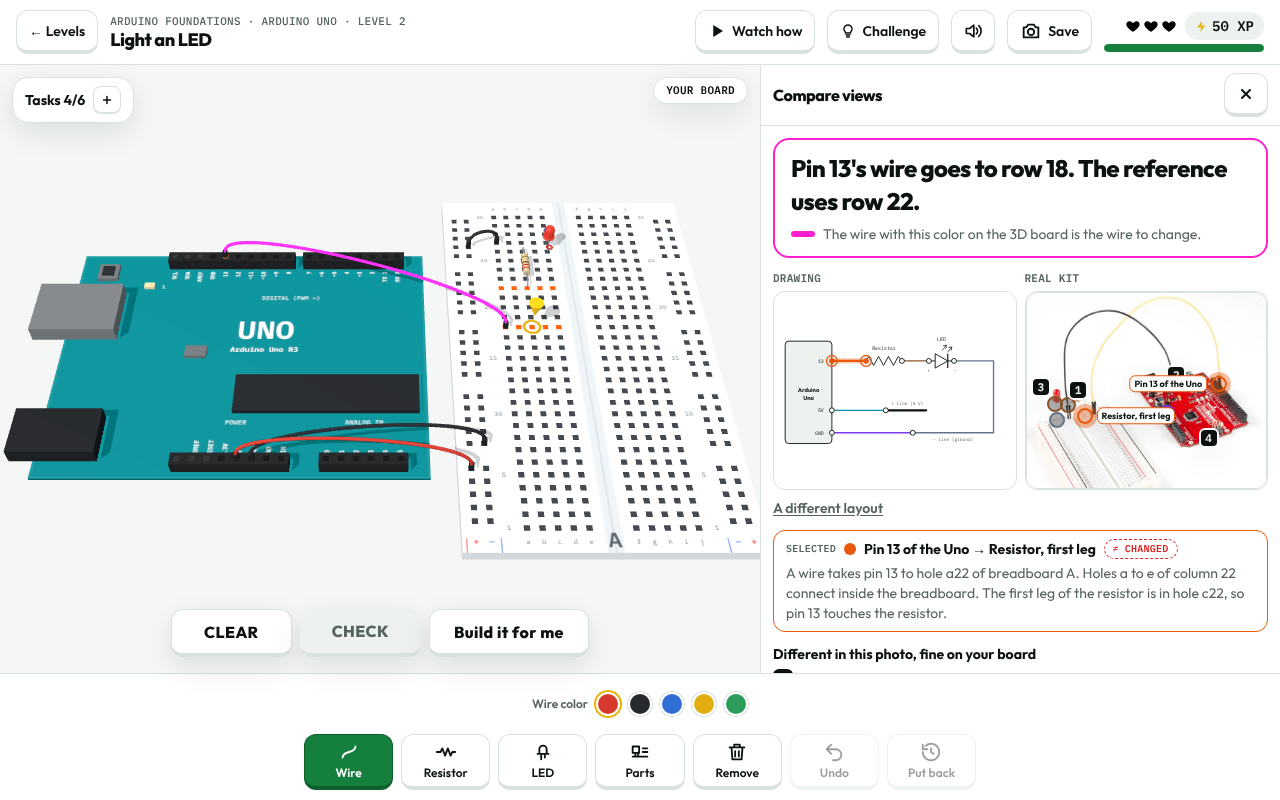 ← Levels
ARDUINO FOUNDATIONS · ARDUINO UNO · LEVEL 2
Light an LED
Watch how
Challenge
Save
50 XP
Tasks 4/6
+
YOUR BOARD
DIGITAL (PWM ~)
UNO
Arduino Uno R3
POWER
ANALOG IN
A
CLEAR
CHECK
Build it for me
Compare views
Pin 13's wire goes to row 18. The reference
uses row 22.
The wire with this color on the 3D board is the wire to change.
DRAWING
REAL KIT
Arduino
Uno
13
5V
GND
Resistor
LED
+ line (5 V)
- line (ground)
3
1
2
Pin 13 of the Uno
Resistor, first leg
4
A different layout
SELECTED
Pin 13 of the Uno → Resistor, first leg
≠ CHANGED
A wire takes pin 13 to hole a22 of breadboard A. Holes a to e of column 22
connect inside the breadboard. The first leg of the resistor is in hole c22, so
pin 13 touches the resistor.
Different in this photo, fine on your board
Wire color
Wire
Resistor
LED
Parts
Remove
Undo
Put back